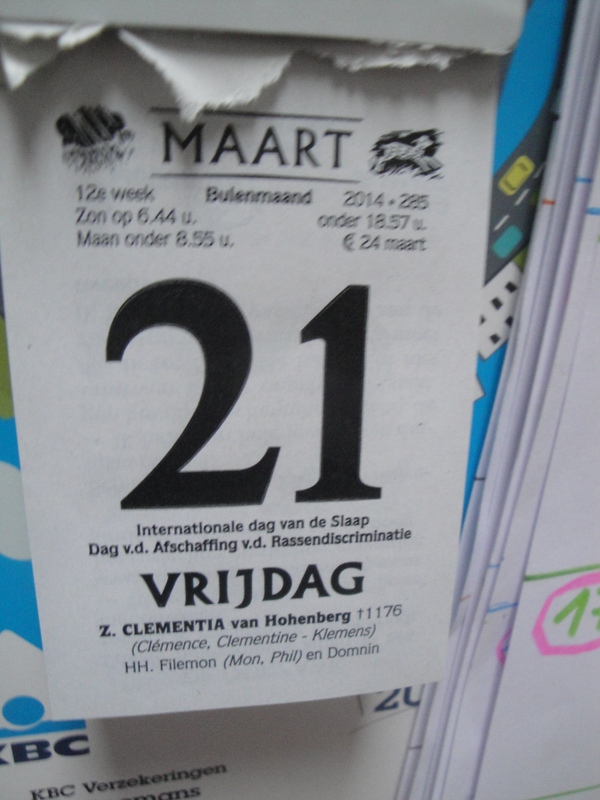 MAART
12e week Buienmaand 2014 • 285
Zon op 6.44 u. onder 18.57 u.
Maan onder 8.55 u. 24 maart
21
Internationale dag van de Slaap
Dag v.d. Afschaffing v.d. Rassendiscriminatie
VRIJDAG
Z. CLEMENTIA van Hohenberg †1176
(Clémence, Clementine - Klemens)
HH. Filemon (Mon, Phil) en Domnin
20
17
KBC
KBC Verzekeringen